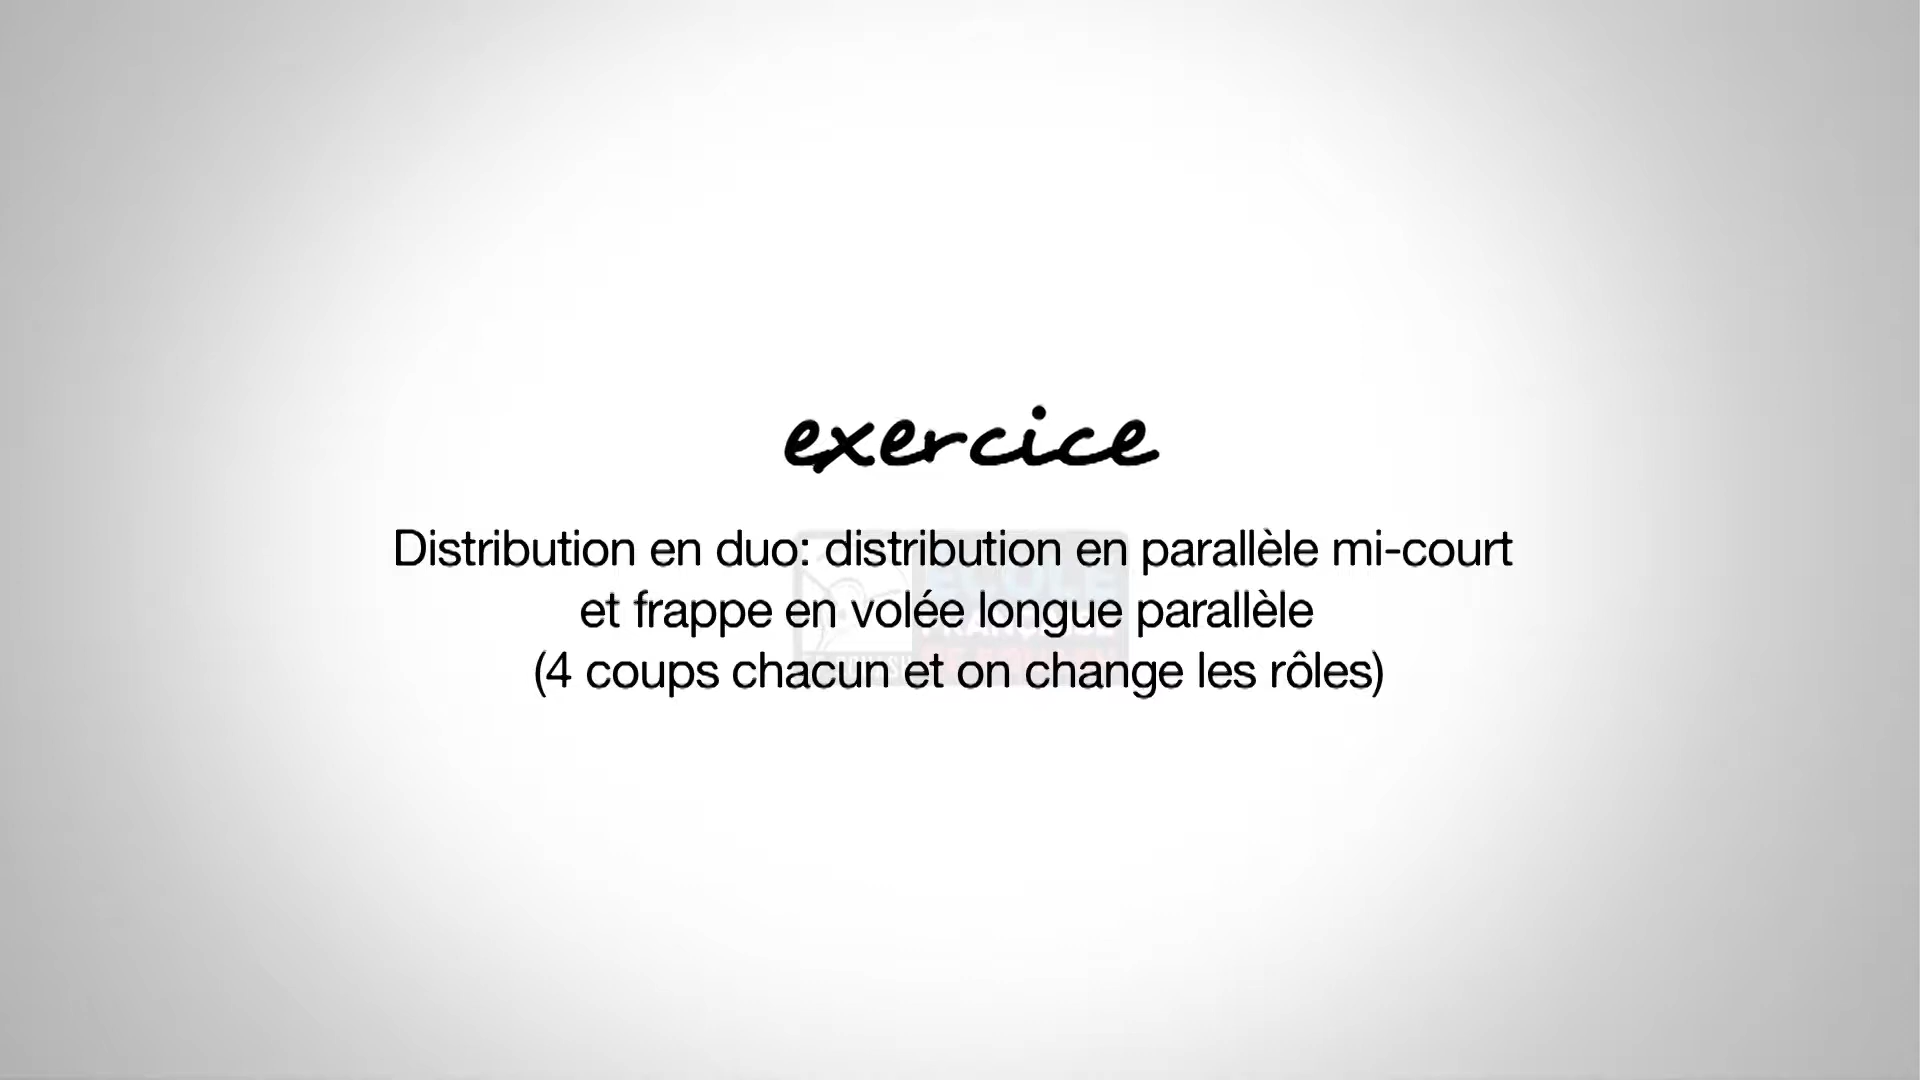 exercice
Distribution en duo: distribution en parallèle mi-court
et frappe en volée longue parallèle
(4 coups chacun et on change les rôles)